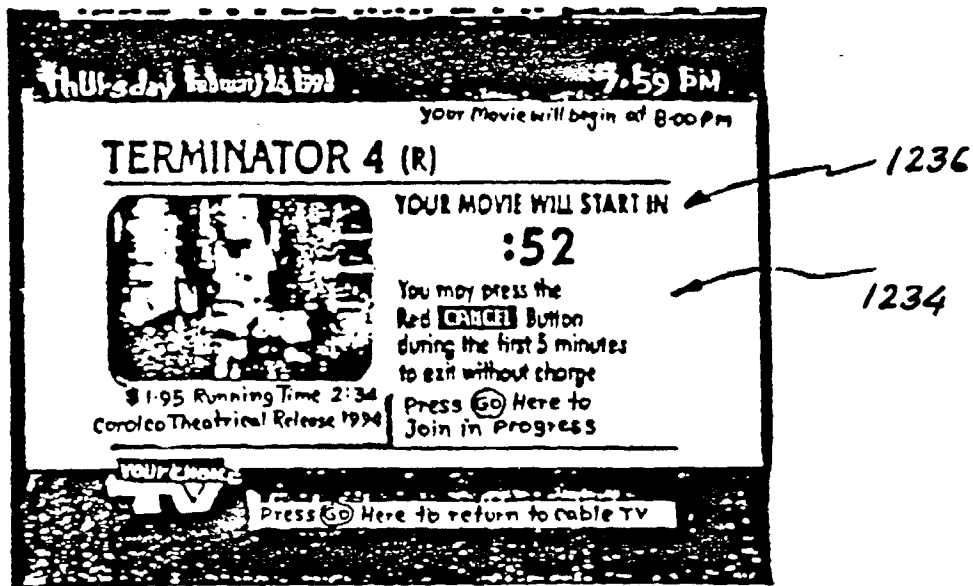 Thursday February 24, 1994 7:59 PM
Your Movie will begin at 8:00 PM
TERMINATOR 4 (R)
1236
YOUR MOVIE WILL START IN
:52
1234
You may press the
Red CANCEL Button
during the first 5 minutes
to exit without charge
$1.95 Running Time 2:34
Carolco Theatrical Release 1994
Press GO Here to
Join in Progress
YOUR CHOICE
TV
Press GO Here to return to cable TV